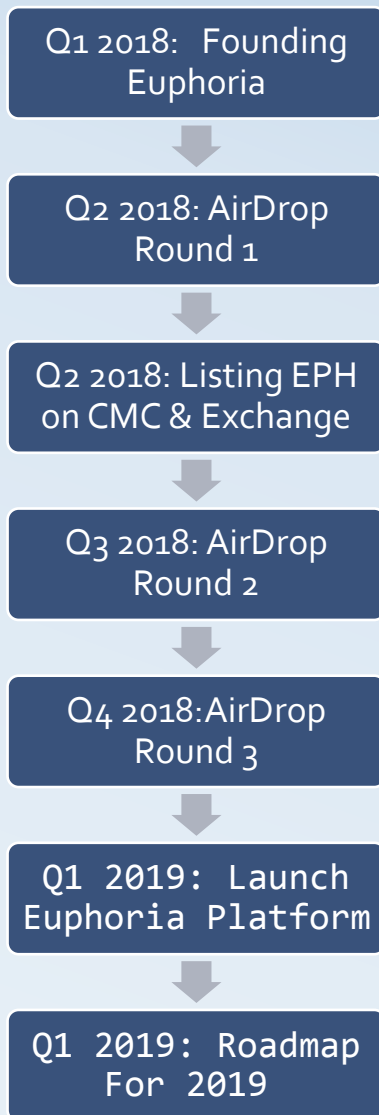 Q1 2018: Founding
Euphoria
Q2 2018: AirDrop
Round 1
Q2 2018: Listing EPH
on CMC & Exchange
Q3 2018: AirDrop
Round 2
Q4 2018:AirDrop
Round 3
Q1 2019: Launch
Euphoria Platform
Q1 2019: Roadmap
For 2019